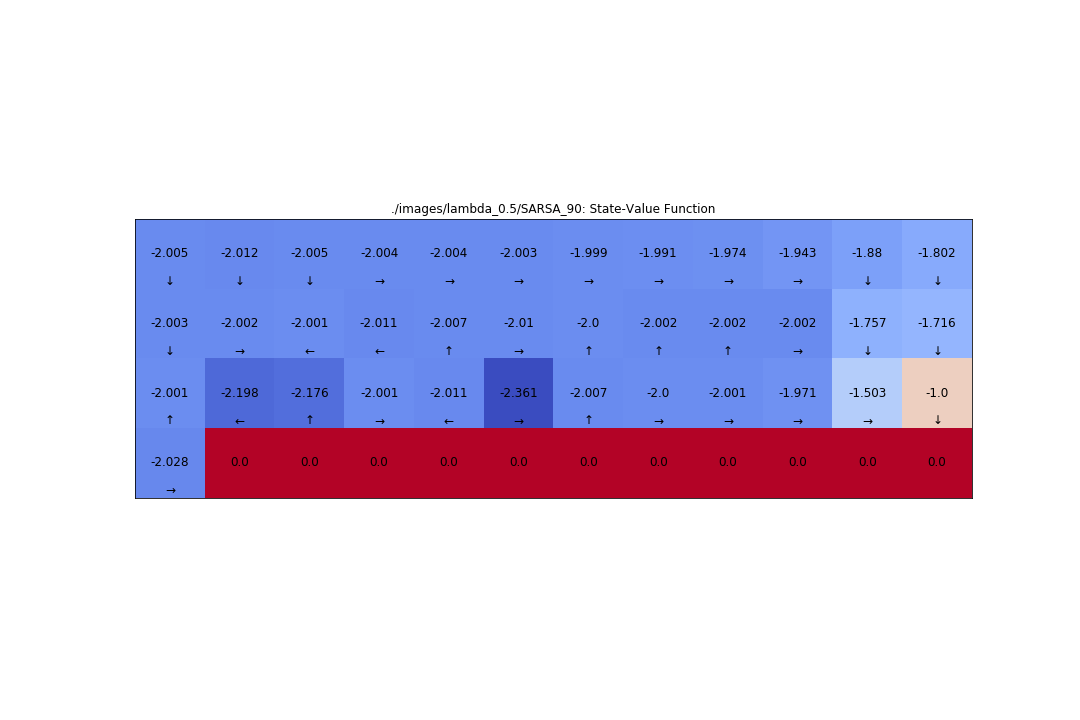 ./images/lambda_0.5/SARSA_90: State-Value Function
-2.005 -2.012 -2.005 -2.004 -2.004 -2.003 -1.999 -1.991 -1.974 -1.943 -1.88 -1.802
↓ ↓ ↓ → → → → → → → ↓ ↓
-2.003 -2.002 -2.001 -2.011 -2.007 -2.01 -2.0 -2.002 -2.002 -2.002 -1.757 -1.716
↓ → ← ← ↑ → ↑ ↑ ↑ → ↓ ↓
-2.001 -2.198 -2.176 -2.001 -2.011 -2.361 -2.007 -2.0 -2.001 -1.971 -1.503 -1.0
↑ ← ↑ → ← → ↑ → → → → ↓
-2.028 0.0 0.0 0.0 0.0 0.0 0.0 0.0 0.0 0.0 0.0 0.0
→